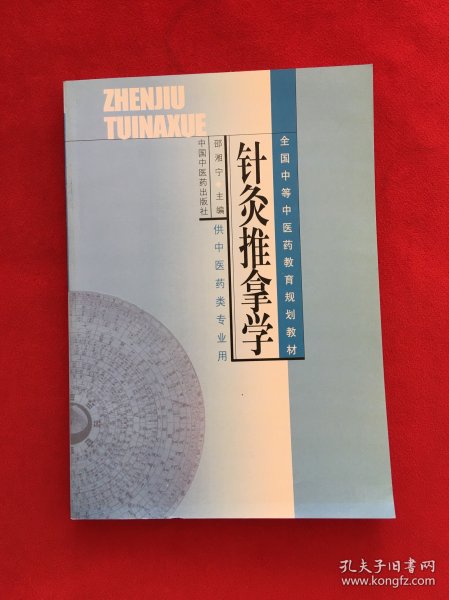 ZHENJIU
TUINAXUE
全国中等中医药教育规划教材
针灸推拿学
邵湘宁 主编
中国中医药出版社
供中医药类专业用
孔夫子旧书网
www.kongfz.com